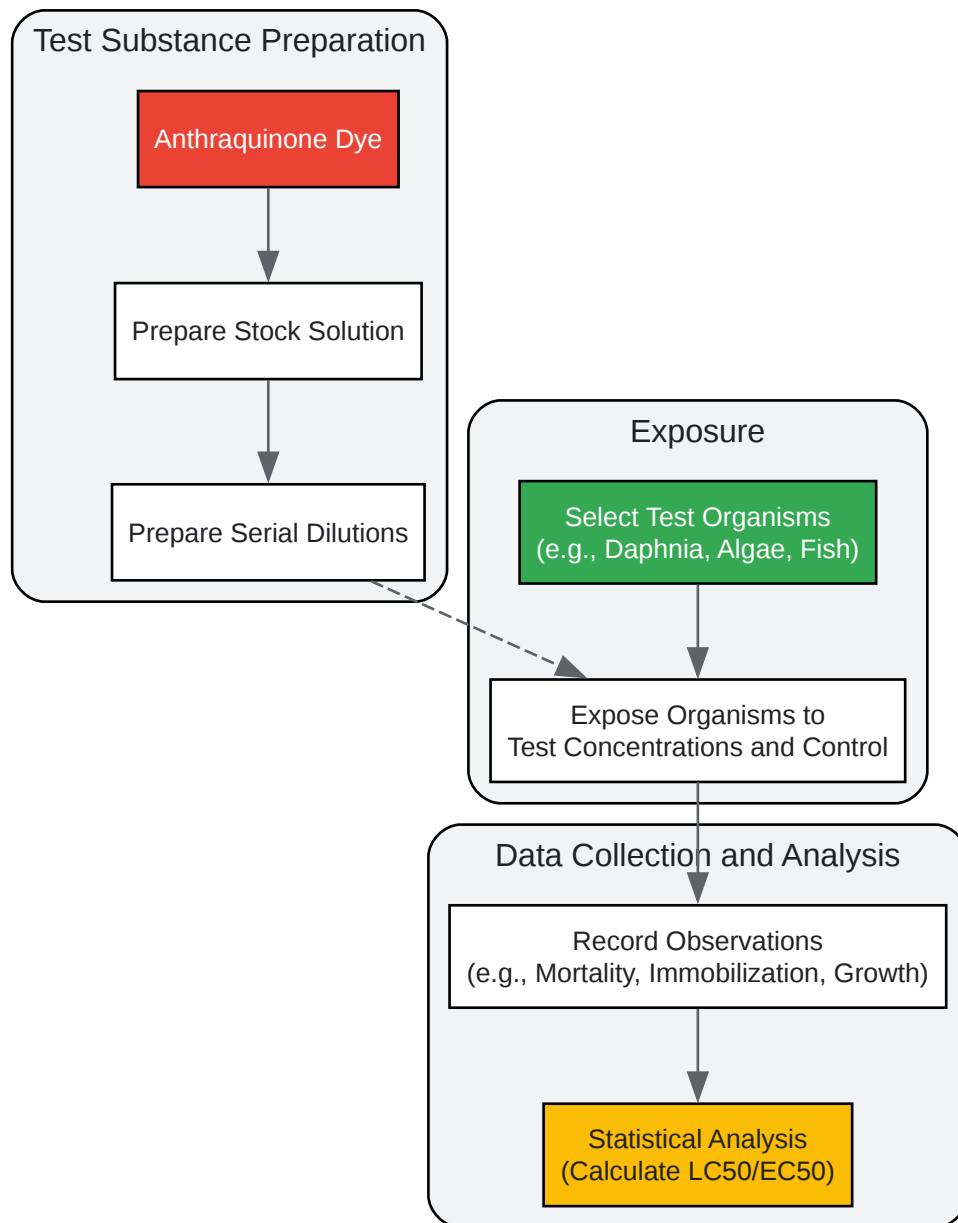 Test Substance Preparation
Anthraquinone Dye
Prepare Stock Solution
Prepare Serial Dilutions
Exposure
Select Test Organisms
(e.g., Daphnia, Algae, Fish)
Expose Organisms to
Test Concentrations and Control
Data Collection and Analysis
Record Observations
(e.g., Mortality, Immobilization, Growth)
Statistical Analysis
(Calculate LC50/EC50)